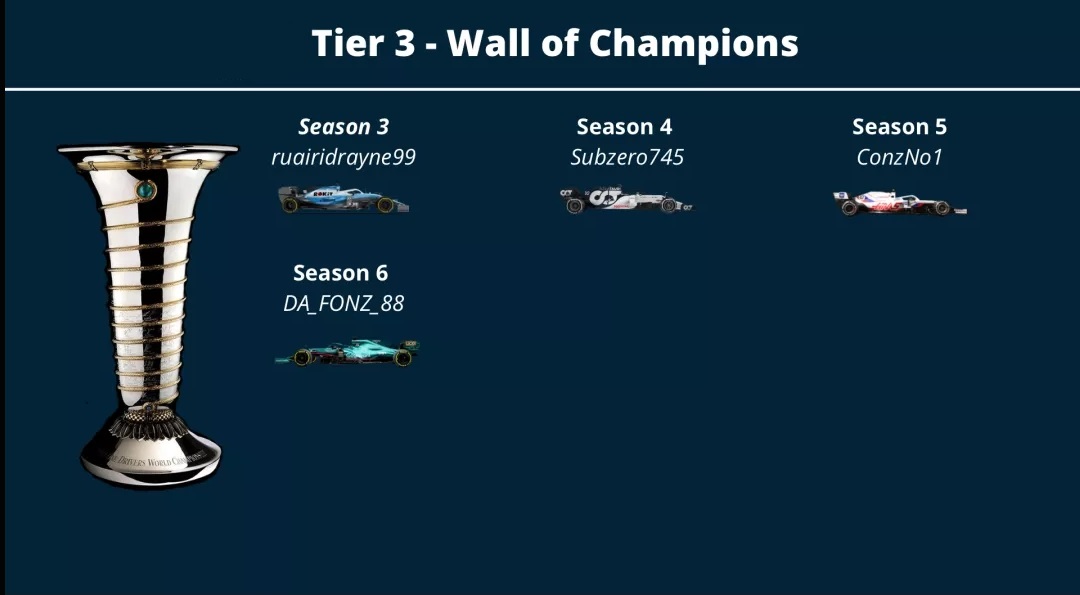 Tier 3 - Wall of Champions
Season 3
ruairidrayne99
ROKiT
Season 4
Subzero745
Season 5
ConzNo1
Season 6
DA_FONZ_88
DRIVERS WORLD